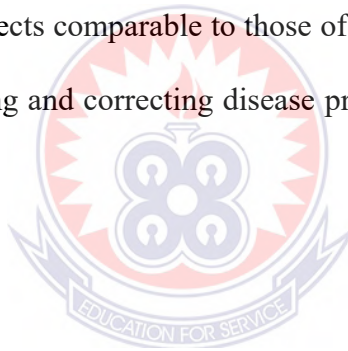 ects comparable to those of
ng and correcting disease pr
EDUCATION FOR SERVICE